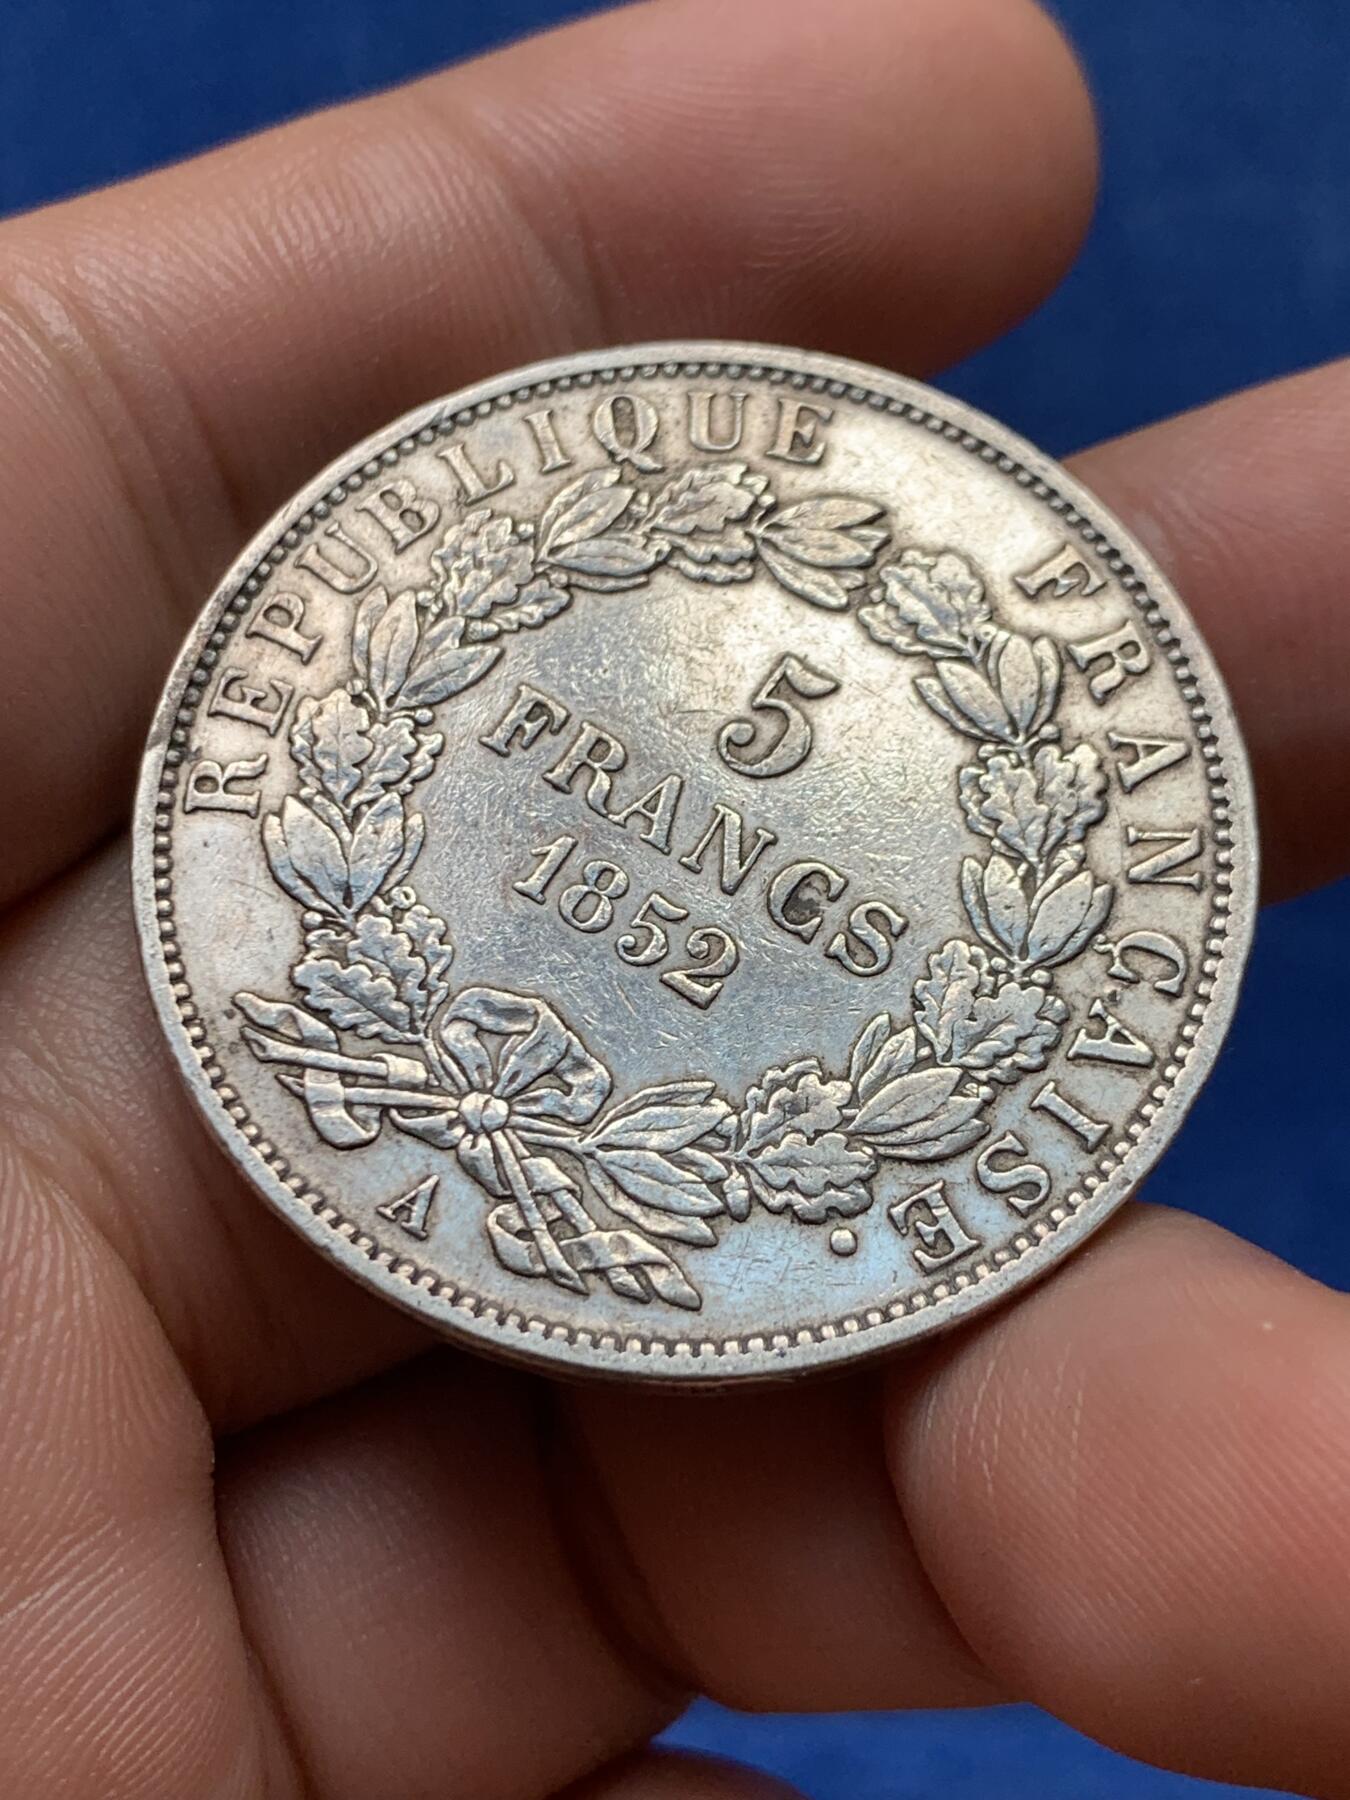 REPUBLIQUE FRANÇAISE.
5
FRANCS
1852
A